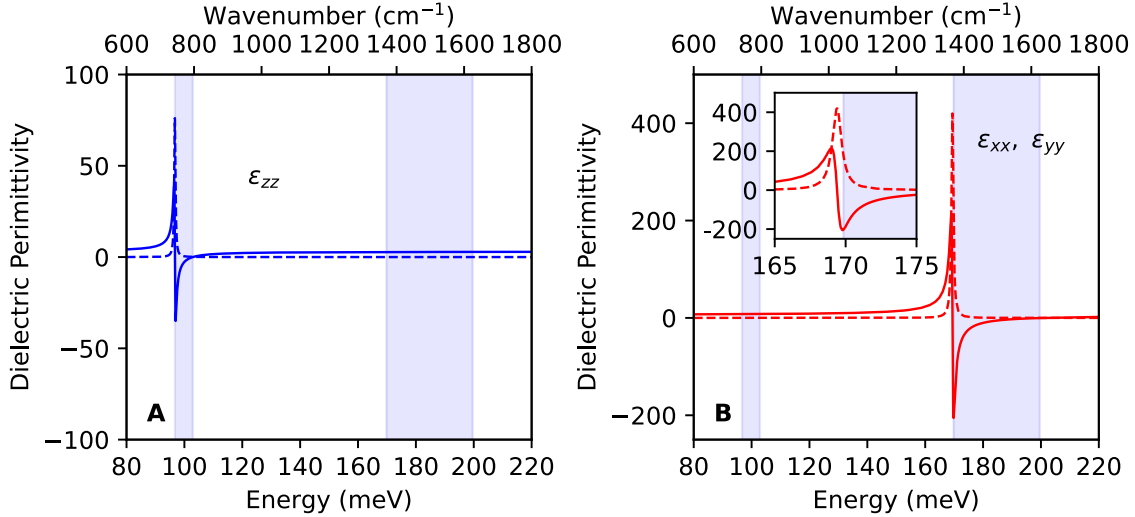 Wavenumber (cm⁻¹)
600 800 1000 1200 1400 1600 1800
Dielectric Perimittivity
100
50
0
−50
−100
ε_zz
A
80 100 120 140 160 180 200 220
Energy (meV)
Wavenumber (cm⁻¹)
600 800 1000 1200 1400 1600 1800
Dielectric Perimittivity
400
200
0
−200
400
200
0
-200
165 170 175
ε_xx, ε_yy
B
80 100 120 140 160 180 200 220
Energy (meV)